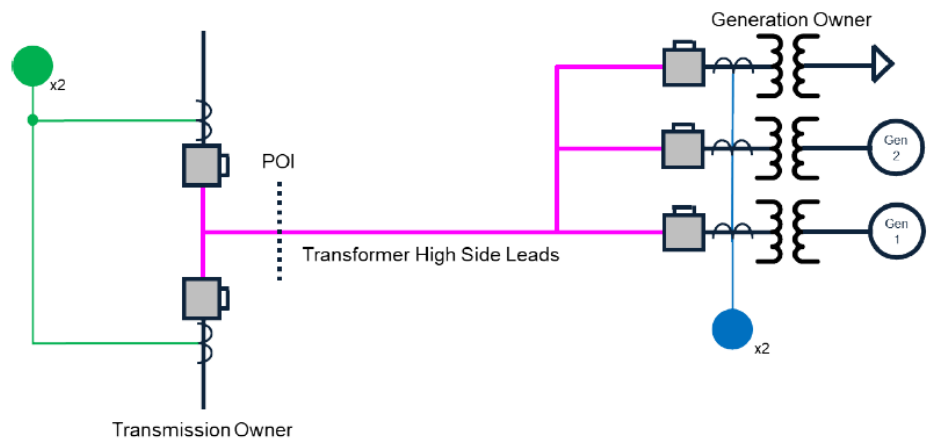 Generation Owner
x2
POI
Gen
2
Gen
1
Transformer High Side Leads
x2
Transmission Owner